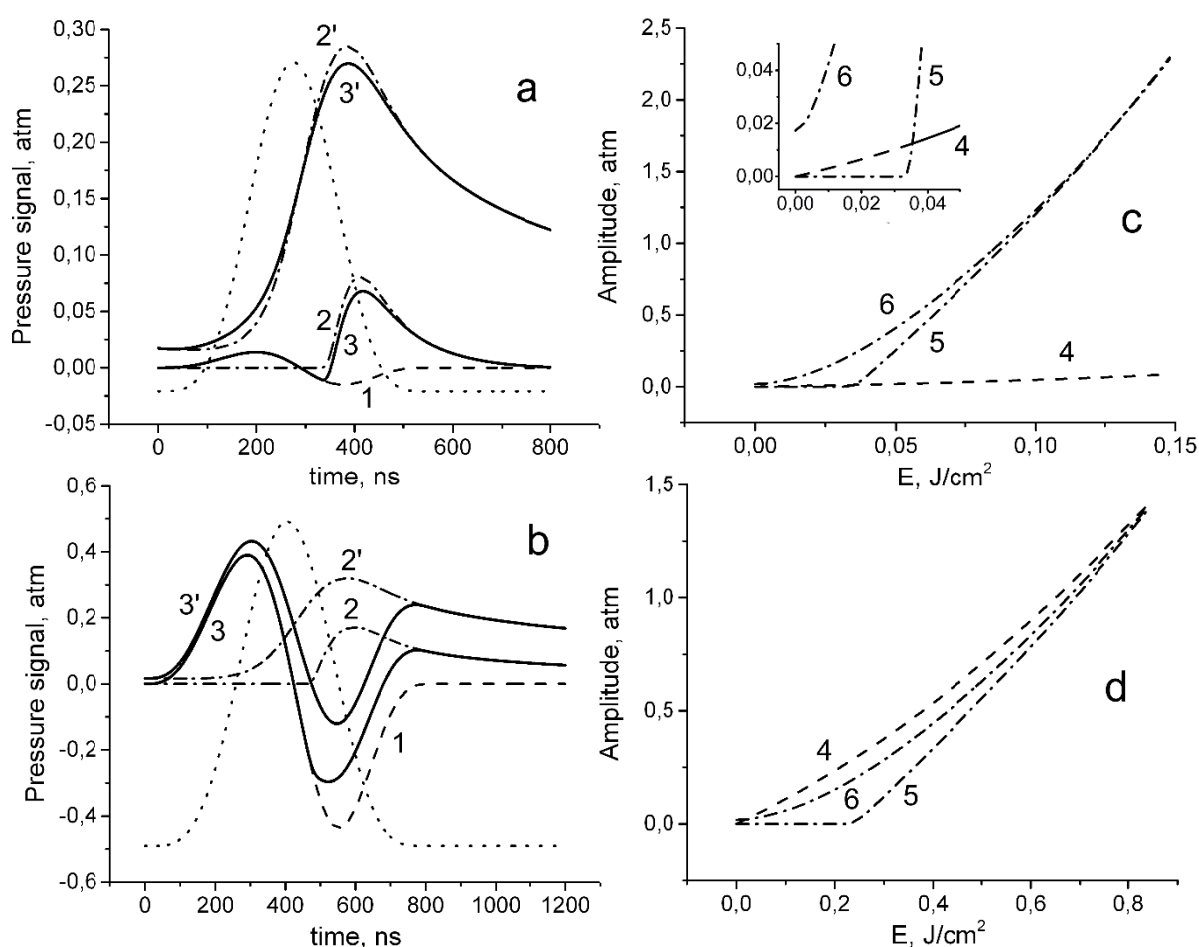 0,30
0,25
0,20
0,15
0,10
0,05
0,00
-0,05
Pressure signal, atm
0 200 400 600 800
time, ns
a
2'
3'
2
3
1
2,5
2,0
1,5
1,0
0,5
0,0
Amplitude, atm
0,00 0,05 0,10 0,15
E, J/cm²
c
6
5
4
0,04
0,02
0,00
0,00 0,02 0,04
6
5
4
0,6
0,4
0,2
0,0
-0,2
-0,4
-0,6
Pressure signal, atm
0 200 400 600 800 1000 1200
time, ns
b
3'
3
2'
2
1
1,5
1,0
0,5
0,0
Amplitude, atm
0,0 0,2 0,4 0,6 0,8
E, J/cm²
d
4
6
5